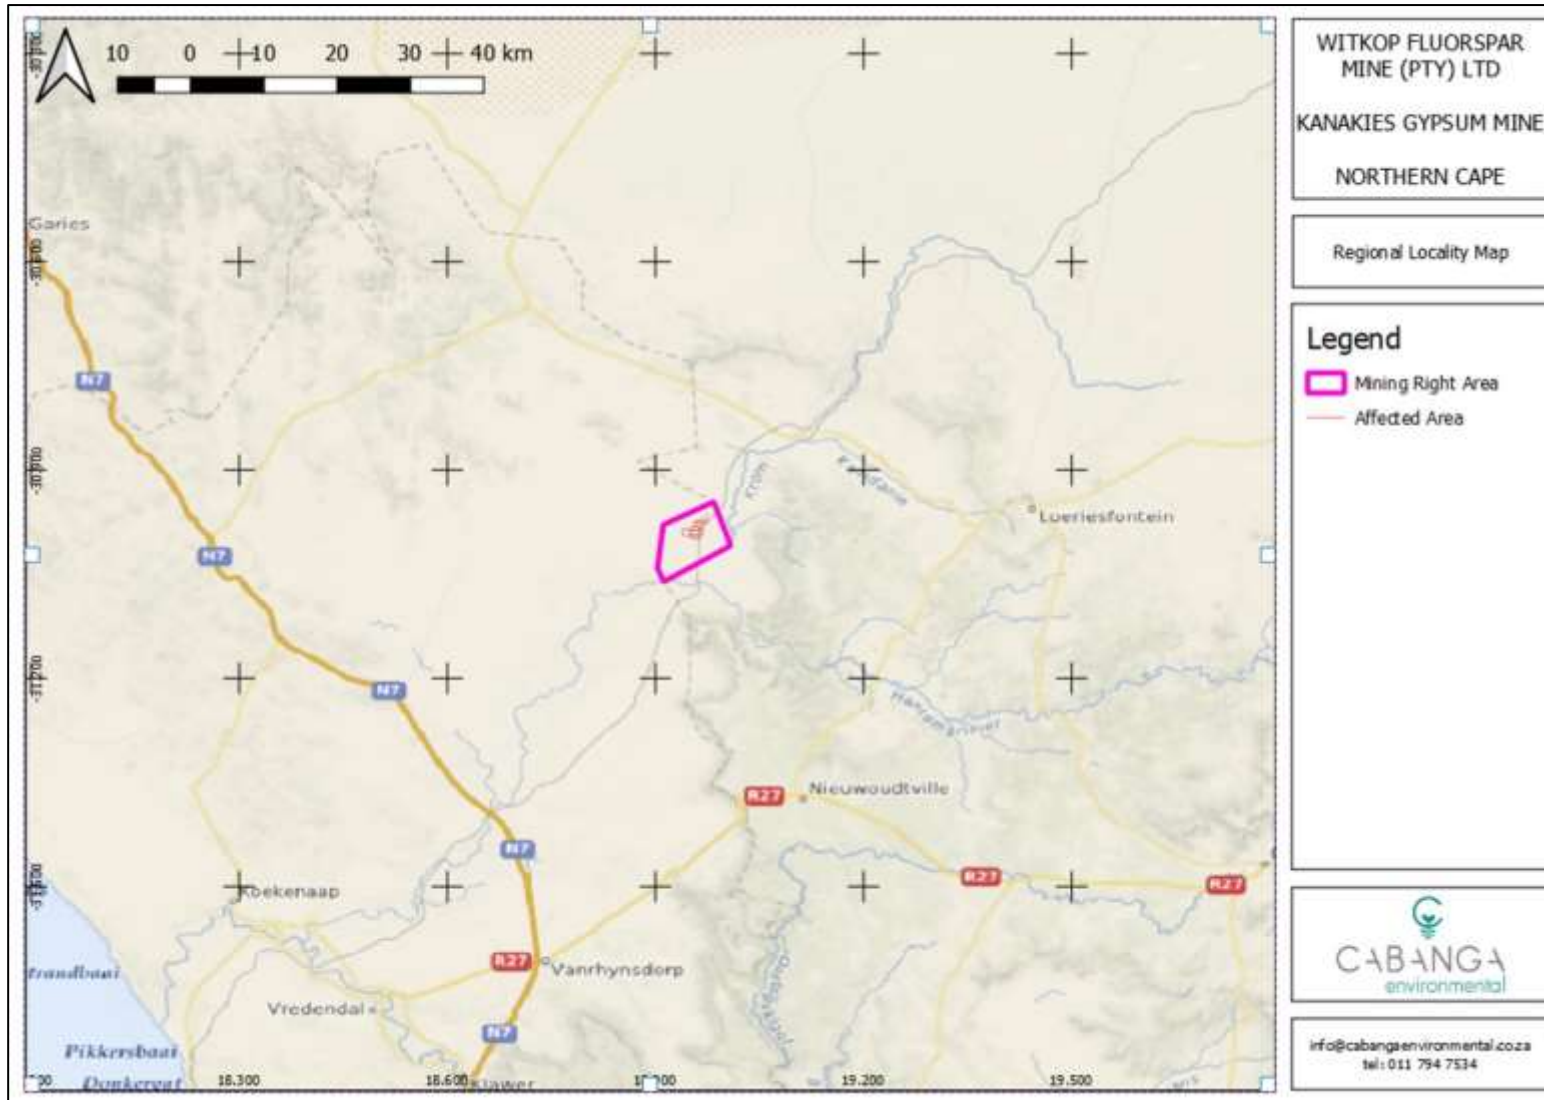 10 0 10 20 30 40 km
Garies
N7
N7
N7
N7
N7
Krom
Loeriesfontein
R27
Nieuwoudtville
R27
R27
Koekenaap
R27
Vanrhynsdorp
Vredendal
Pikkersbaai
Donkergat
Klawer
18.300
18.600
19.200
19.500
WITKOP FLUORSPAR
MINE (PTY) LTD
KANAKIES GYPSUM MINE
NORTHERN CAPE
Regional Locality Map
Legend
Mining Right Area
Affected Area
CABANGA
environmental
info@cabangaenvironmental.co.za
tel: 011 794 7534